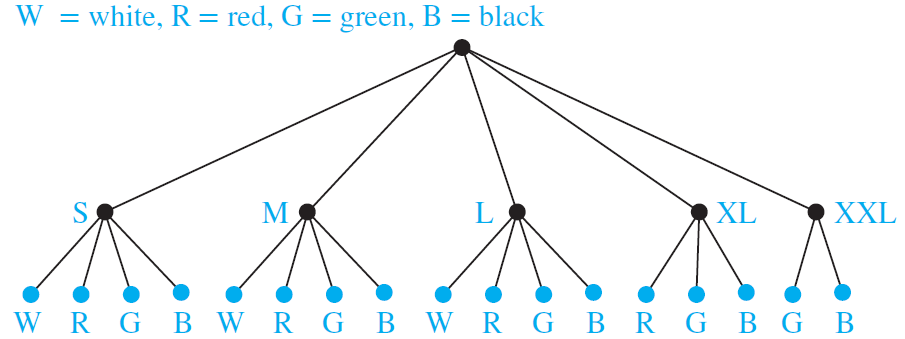 W = white, R = red, G = green, B = black
S M L XL XXL
W R G B W R G B W R G B R G B G B